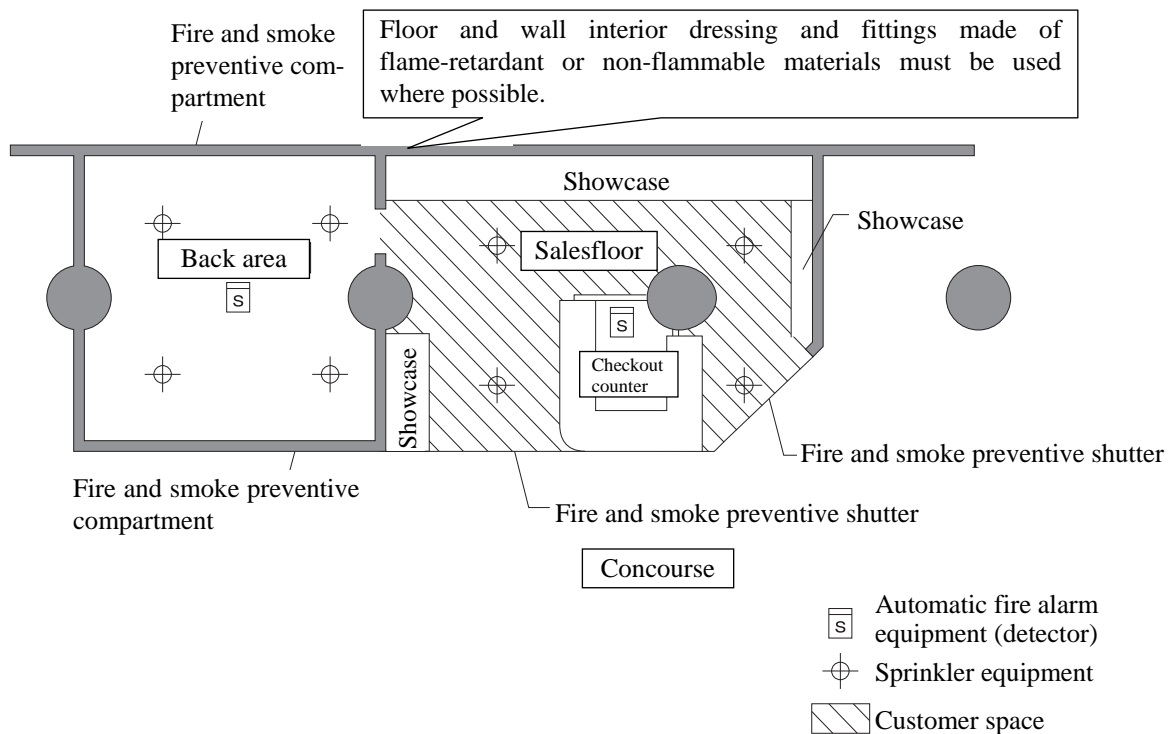 Fire and smoke
preventive com-
partment
Floor and wall interior dressing and fittings made of
flame-retardant or non-flammable materials must be used
where possible.
Showcase
Showcase
Back area
Salesfloor
S
S
Checkout
counter
Showcase
Fire and smoke preventive shutter
Fire and smoke preventive
compartment
Fire and smoke preventive shutter
Concourse
S
Automatic fire alarm
equipment (detector)
Sprinkler equipment
Customer space